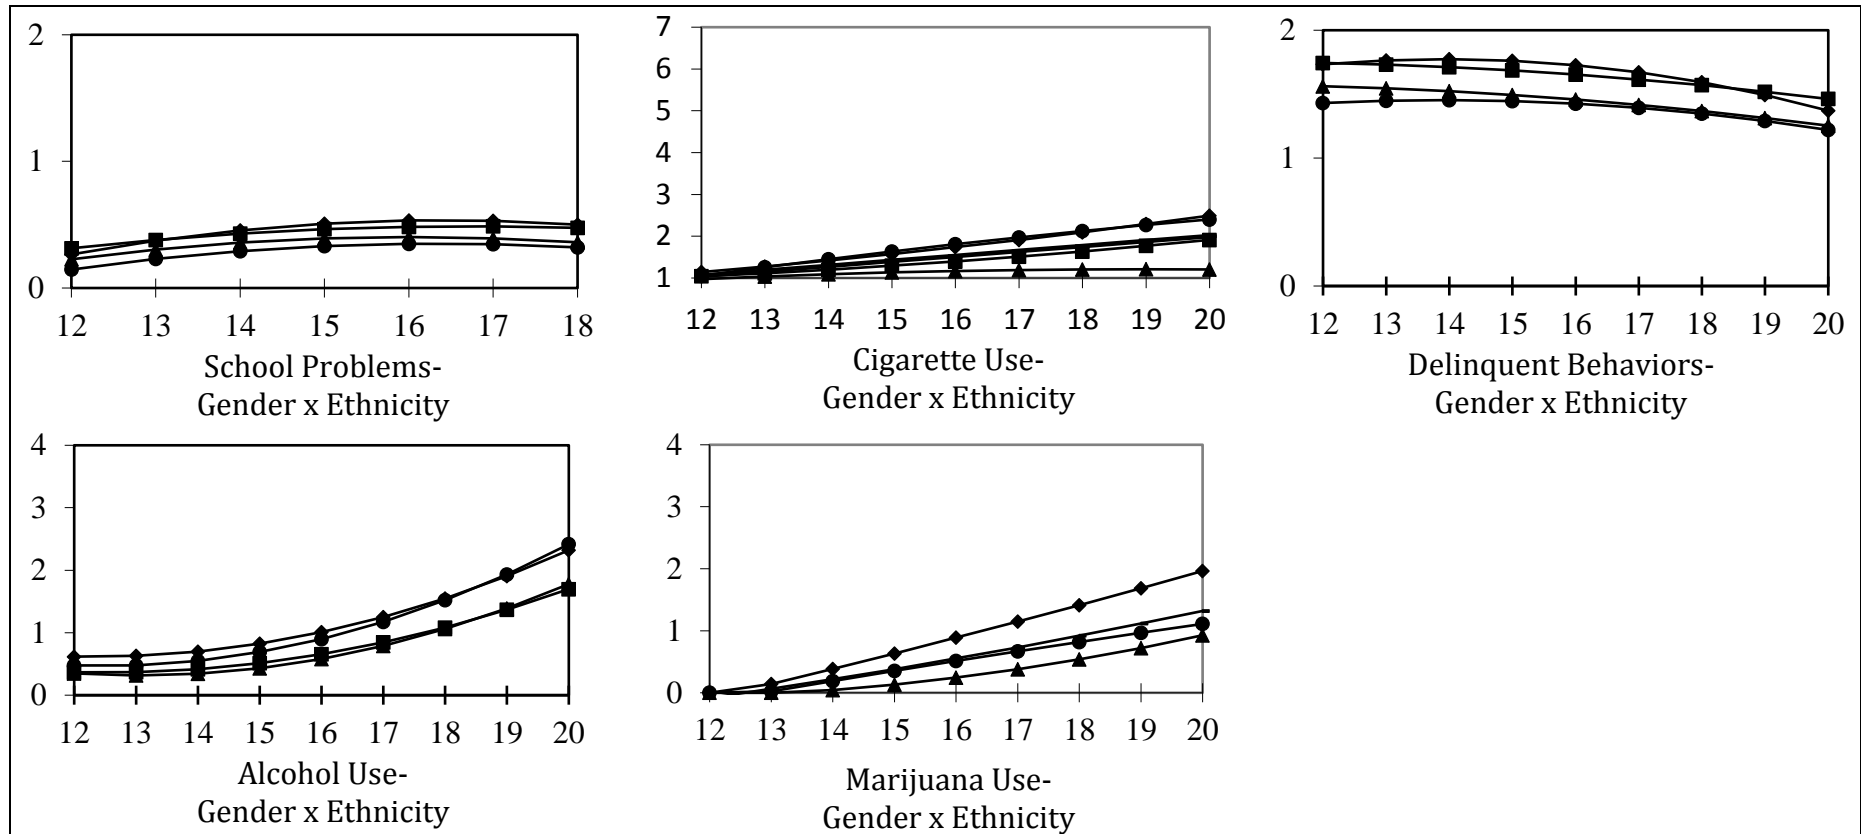 2
1
0
12 13 14 15 16 17 18
School Problems-
Gender x Ethnicity
7
6
5
4
3
2
1
12 13 14 15 16 17 18 19 20
Cigarette Use-
Gender x Ethnicity
2
1
0
12 13 14 15 16 17 18 19 20
Delinquent Behaviors-
Gender x Ethnicity
4
3
2
1
0
12 13 14 15 16 17 18 19 20
Alcohol Use-
Gender x Ethnicity
4
3
2
1
0
12 13 14 15 16 17 18 19 20
Marijuana Use-
Gender x Ethnicity